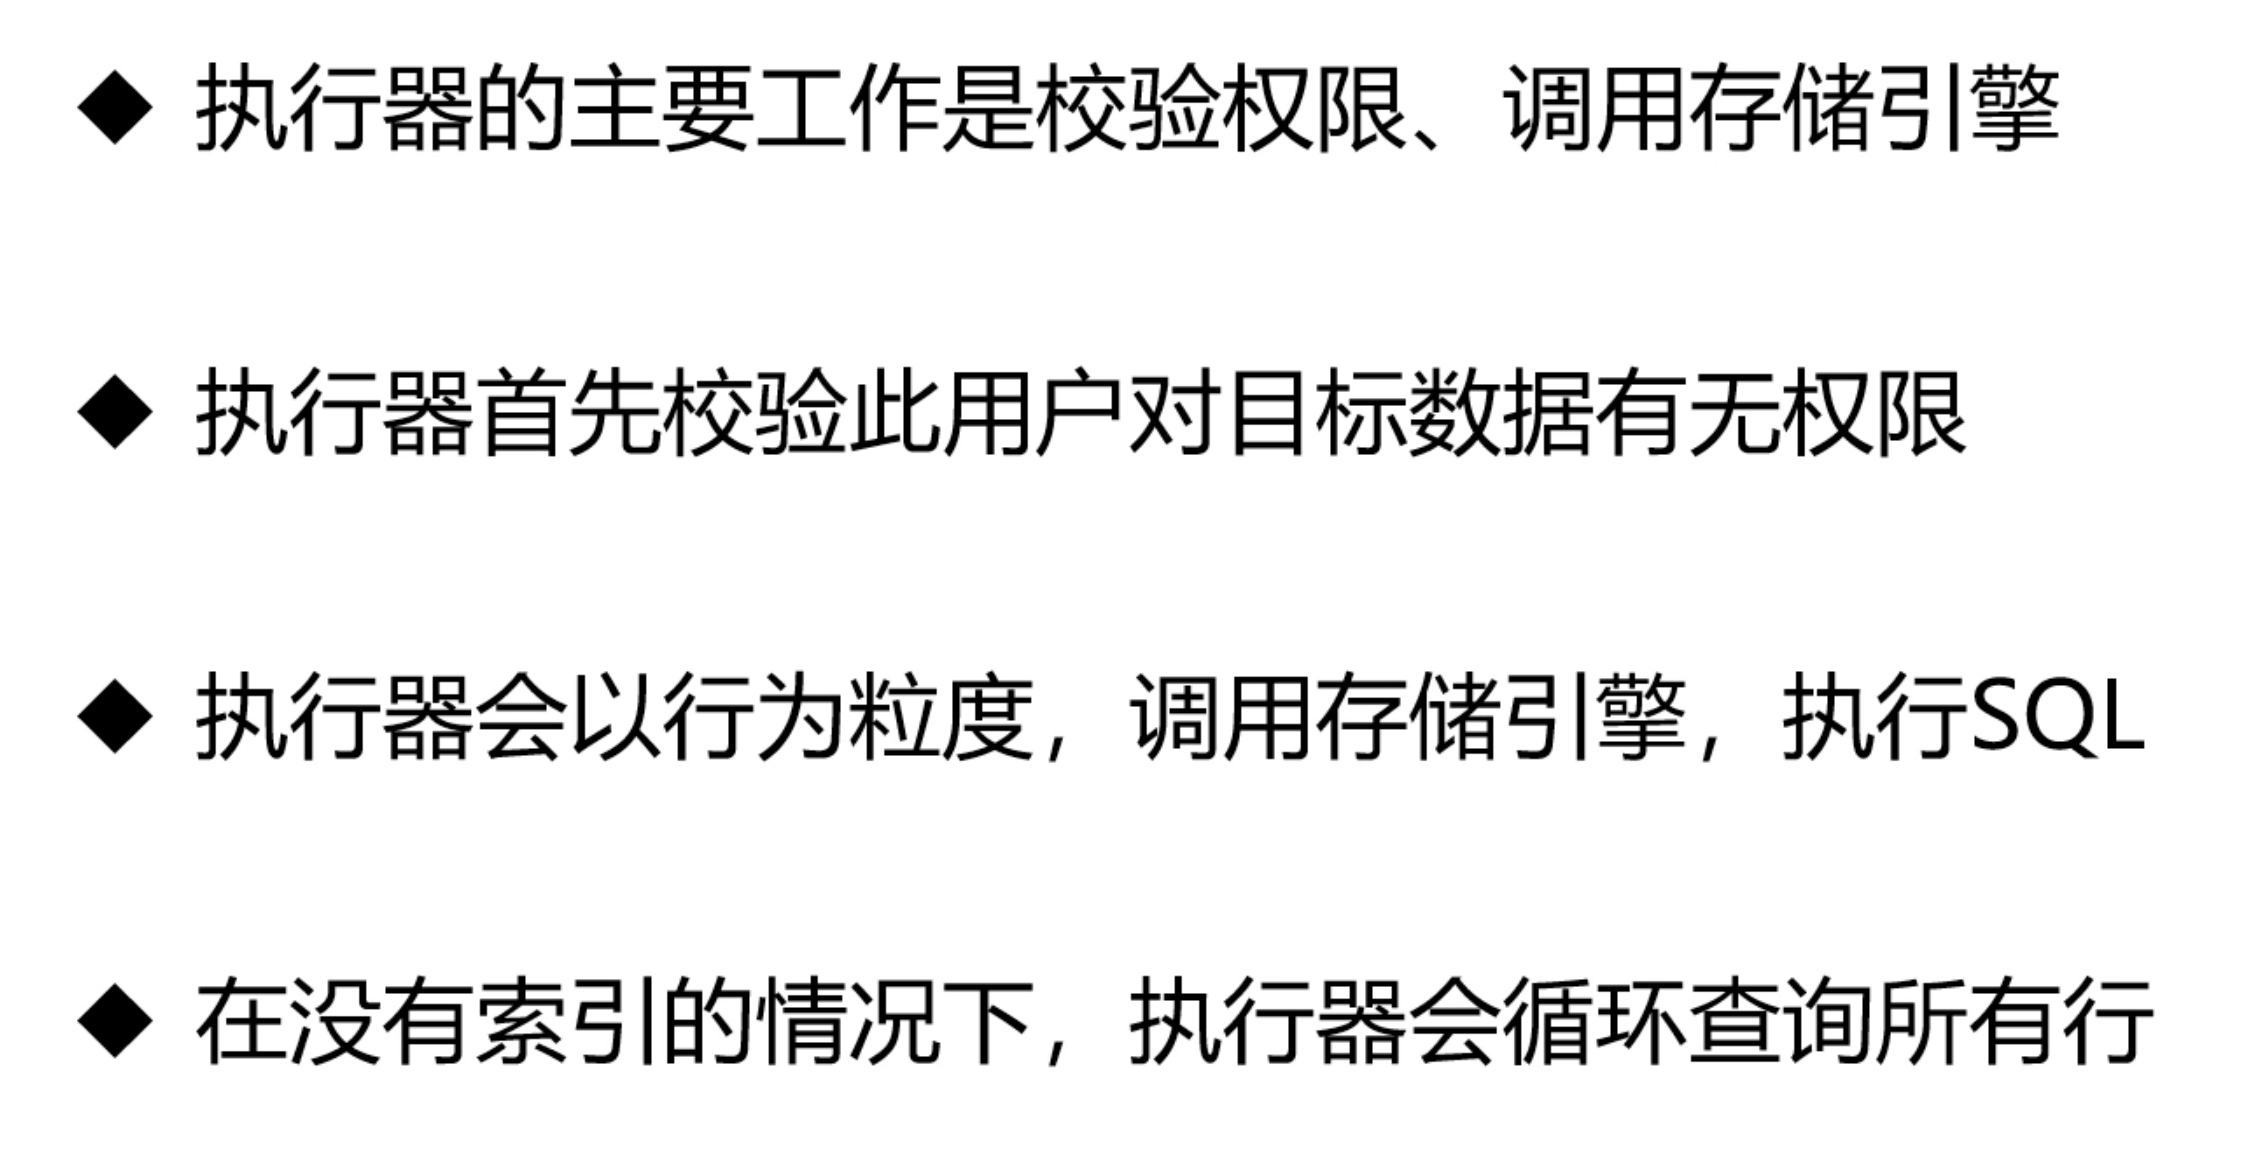 ◆ 执行器的主要工作是校验权限、调用存储引擎
◆ 执行器首先校验此用户对目标数据有无权限
◆ 执行器会以行为粒度，调用存储引擎，执行SQL
◆ 在没有索引的情况下，执行器会循环查询所有行